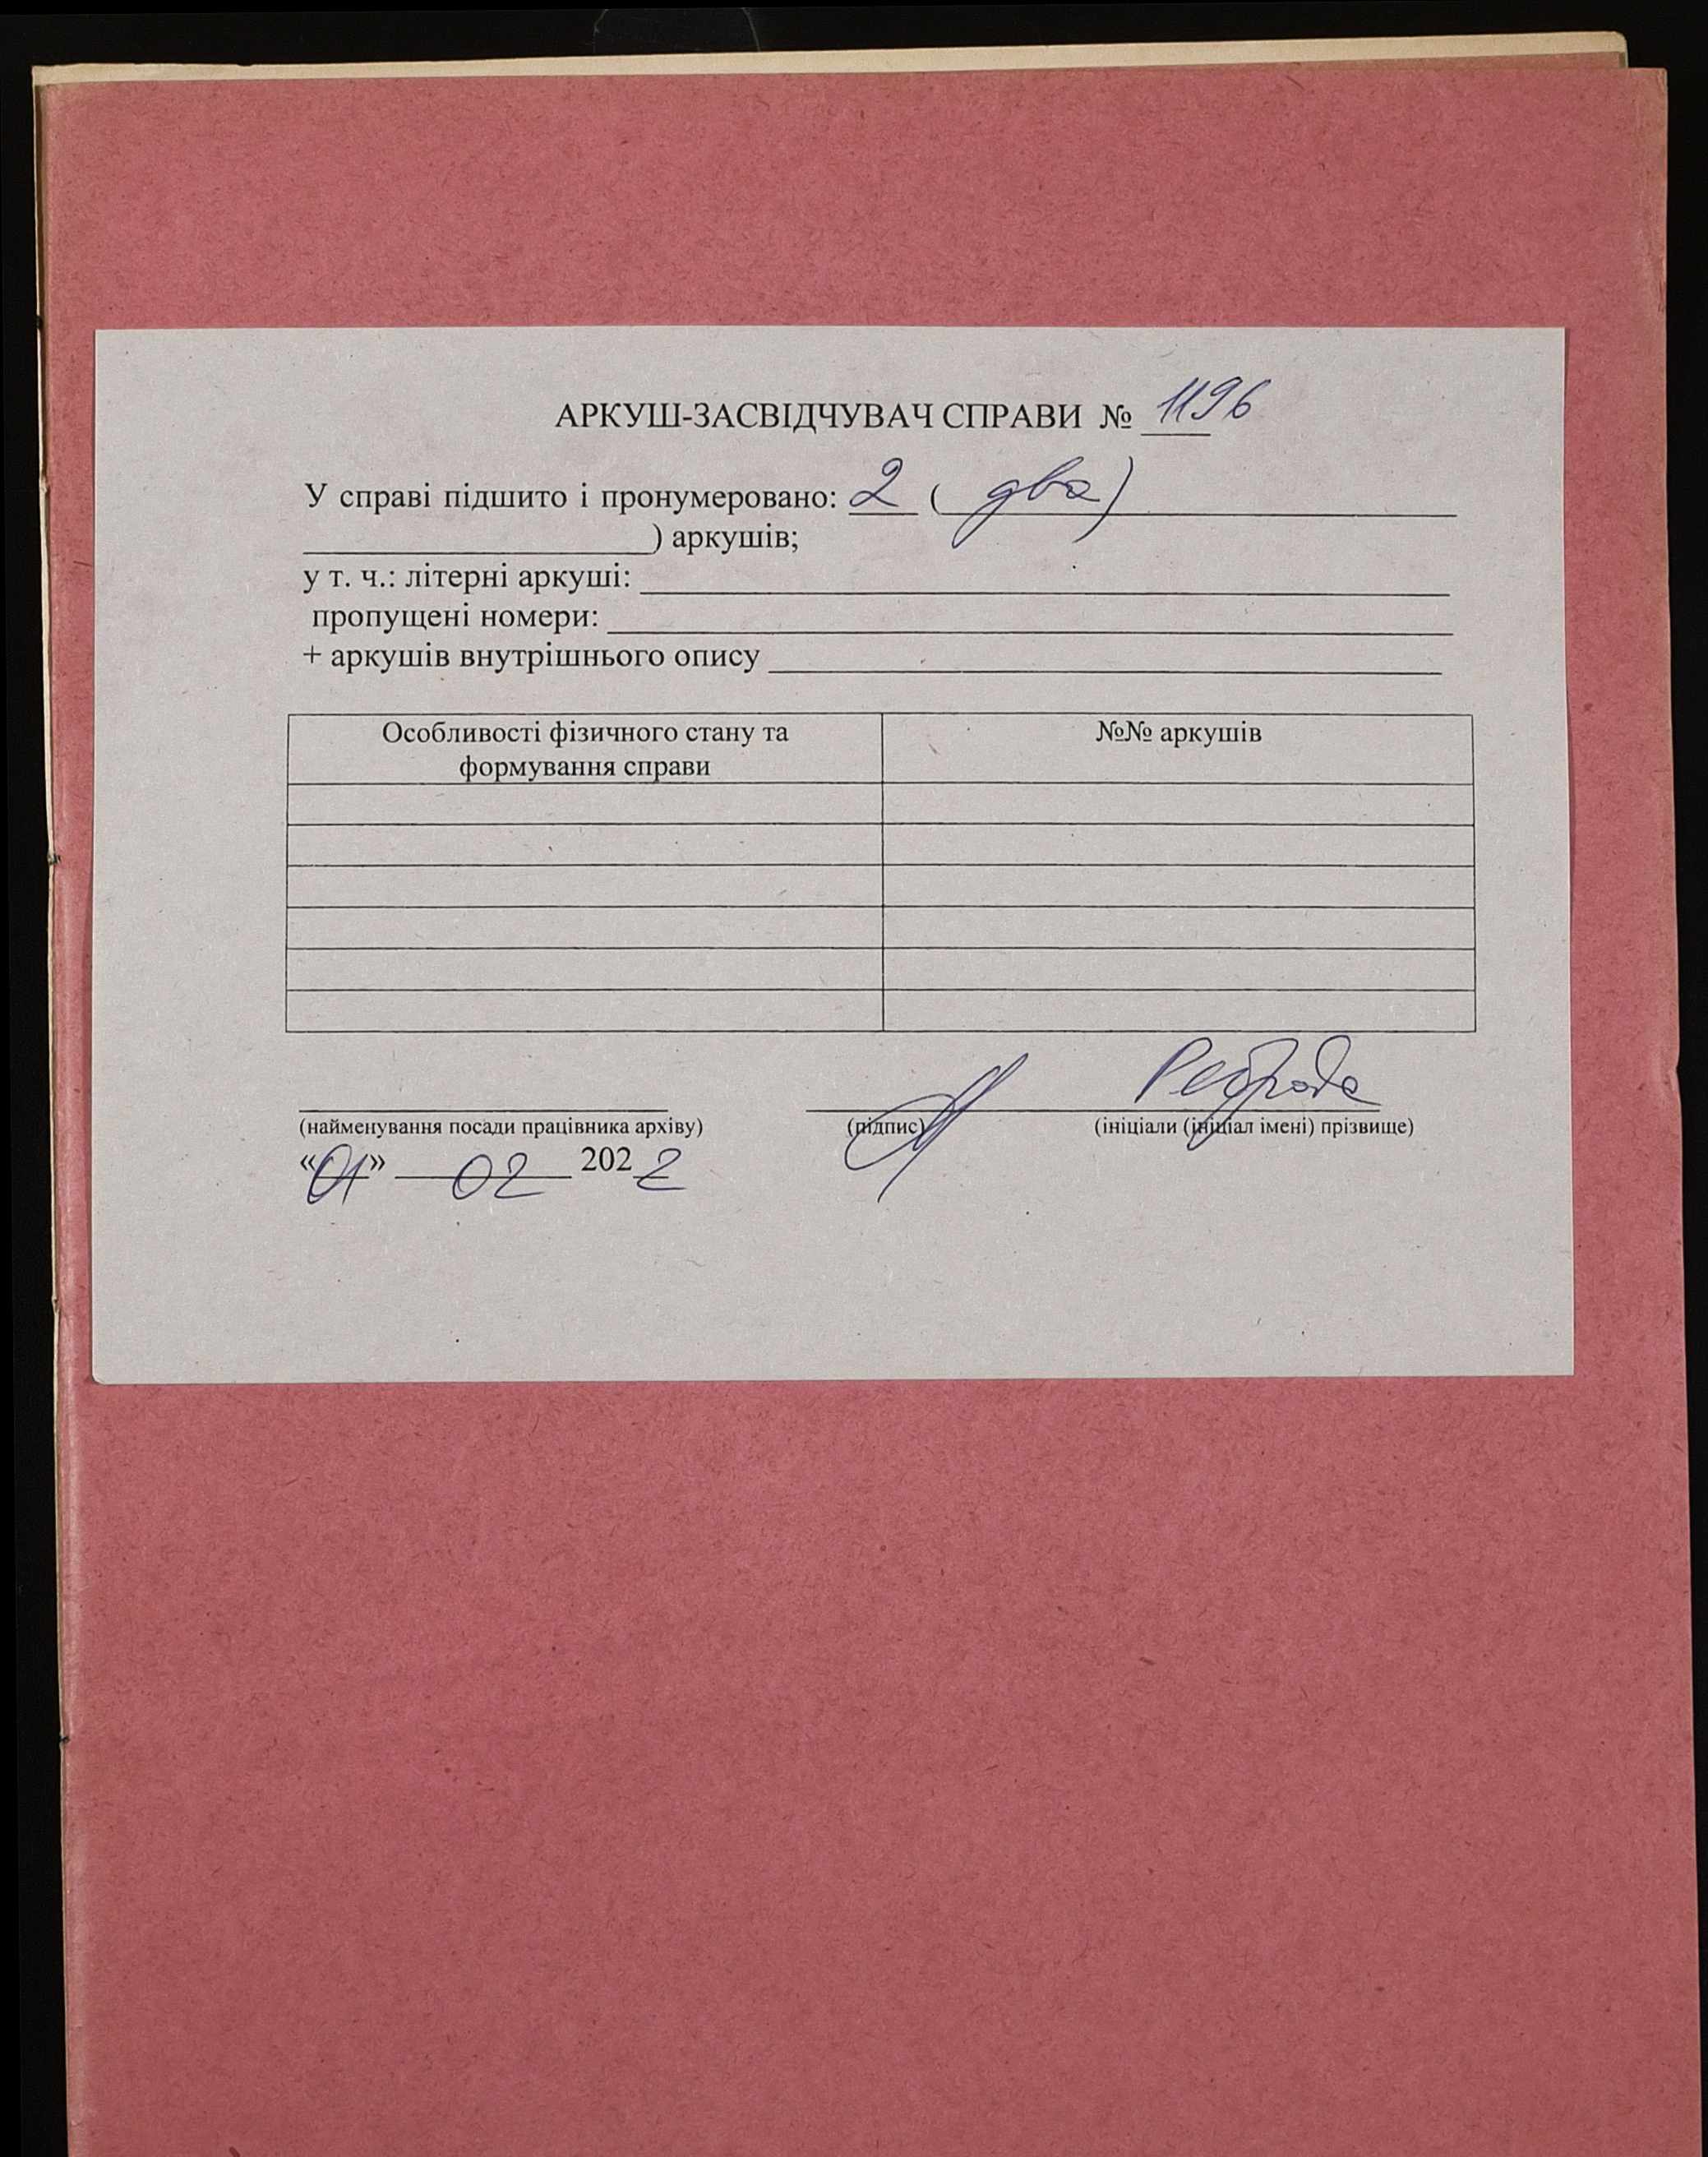 АРКУШ-ЗАСВІДЧУВАЧ СПРАВИ № 1196
У справі підшито і пронумеровано: 2 ( два)
) аркушів;
у т. ч.: літерні аркуші:
пропущені номери:
+ аркушів внутрішнього опису
Особливості фізичного стану та
формування справи
№№ аркушів
(найменування посади працівника архіву)
(підпис)
(ініціали (ініціал імені) прізвище)
«01» 02 2022